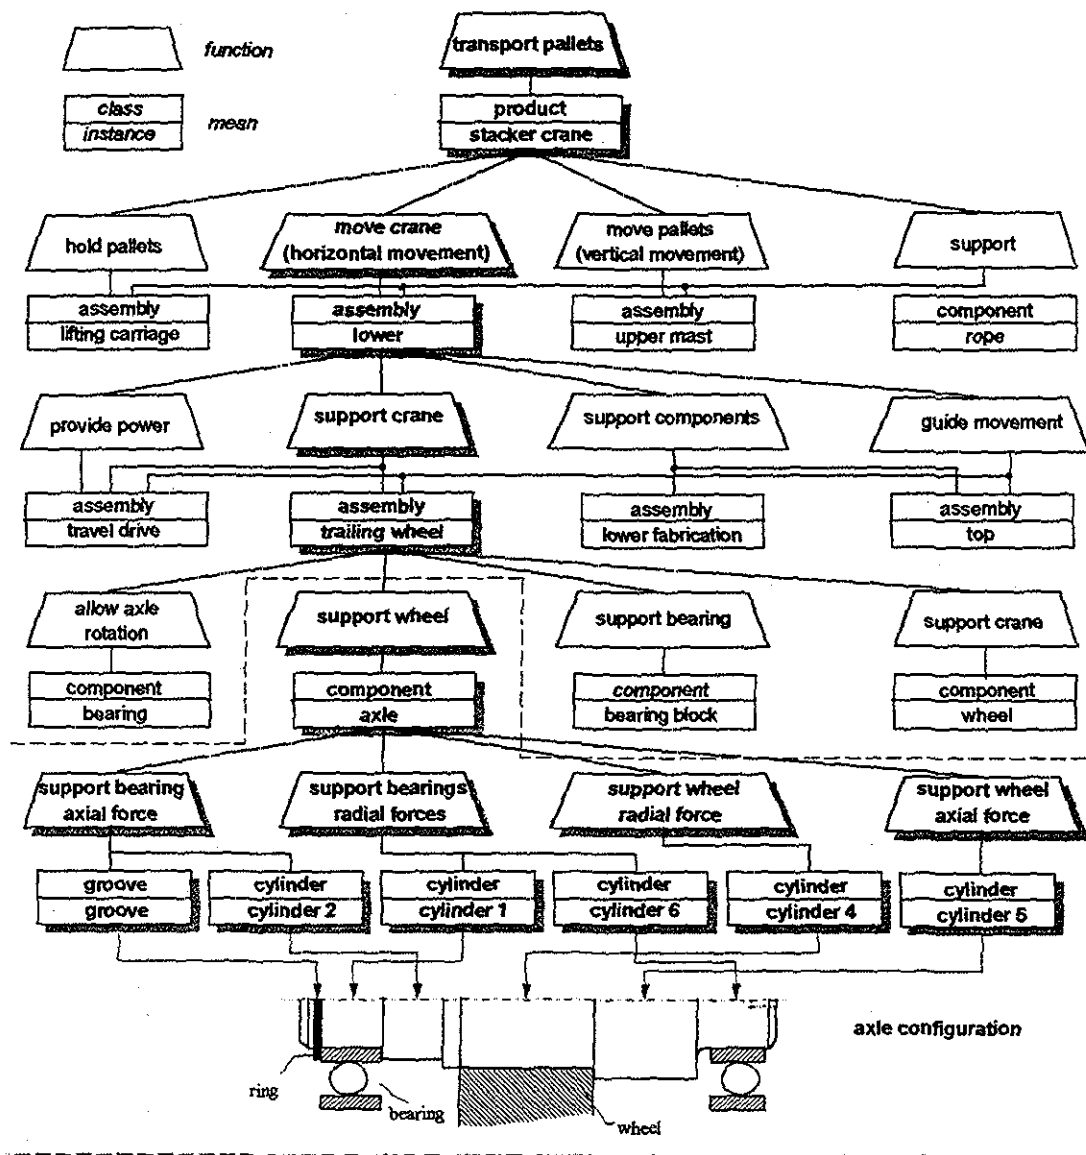 transport pallets
function
class
instance
mean
product
stacker crane
hold pallets
move crane
(horizontal movement)
move pallets
(vertical movement)
support
assembly
lifting carriage
assembly
lower
assembly
upper mast
component
rope
provide power
support crane
support components
guide movement
assembly
travel drive
assembly
trailing wheel
assembly
lower fabrication
assembly
top
allow axle
rotation
support wheel
support bearing
support crane
component
bearing
component
axle
component
bearing block
component
wheel
support bearing
axial force
support bearings
radial forces
support wheel
radial force
support wheel
axial force
groove
groove
cylinder
cylinder 2
cylinder
cylinder 1
cylinder
cylinder 6
cylinder
cylinder 4
cylinder
cylinder 5
axle configuration
ring
bearing
wheel